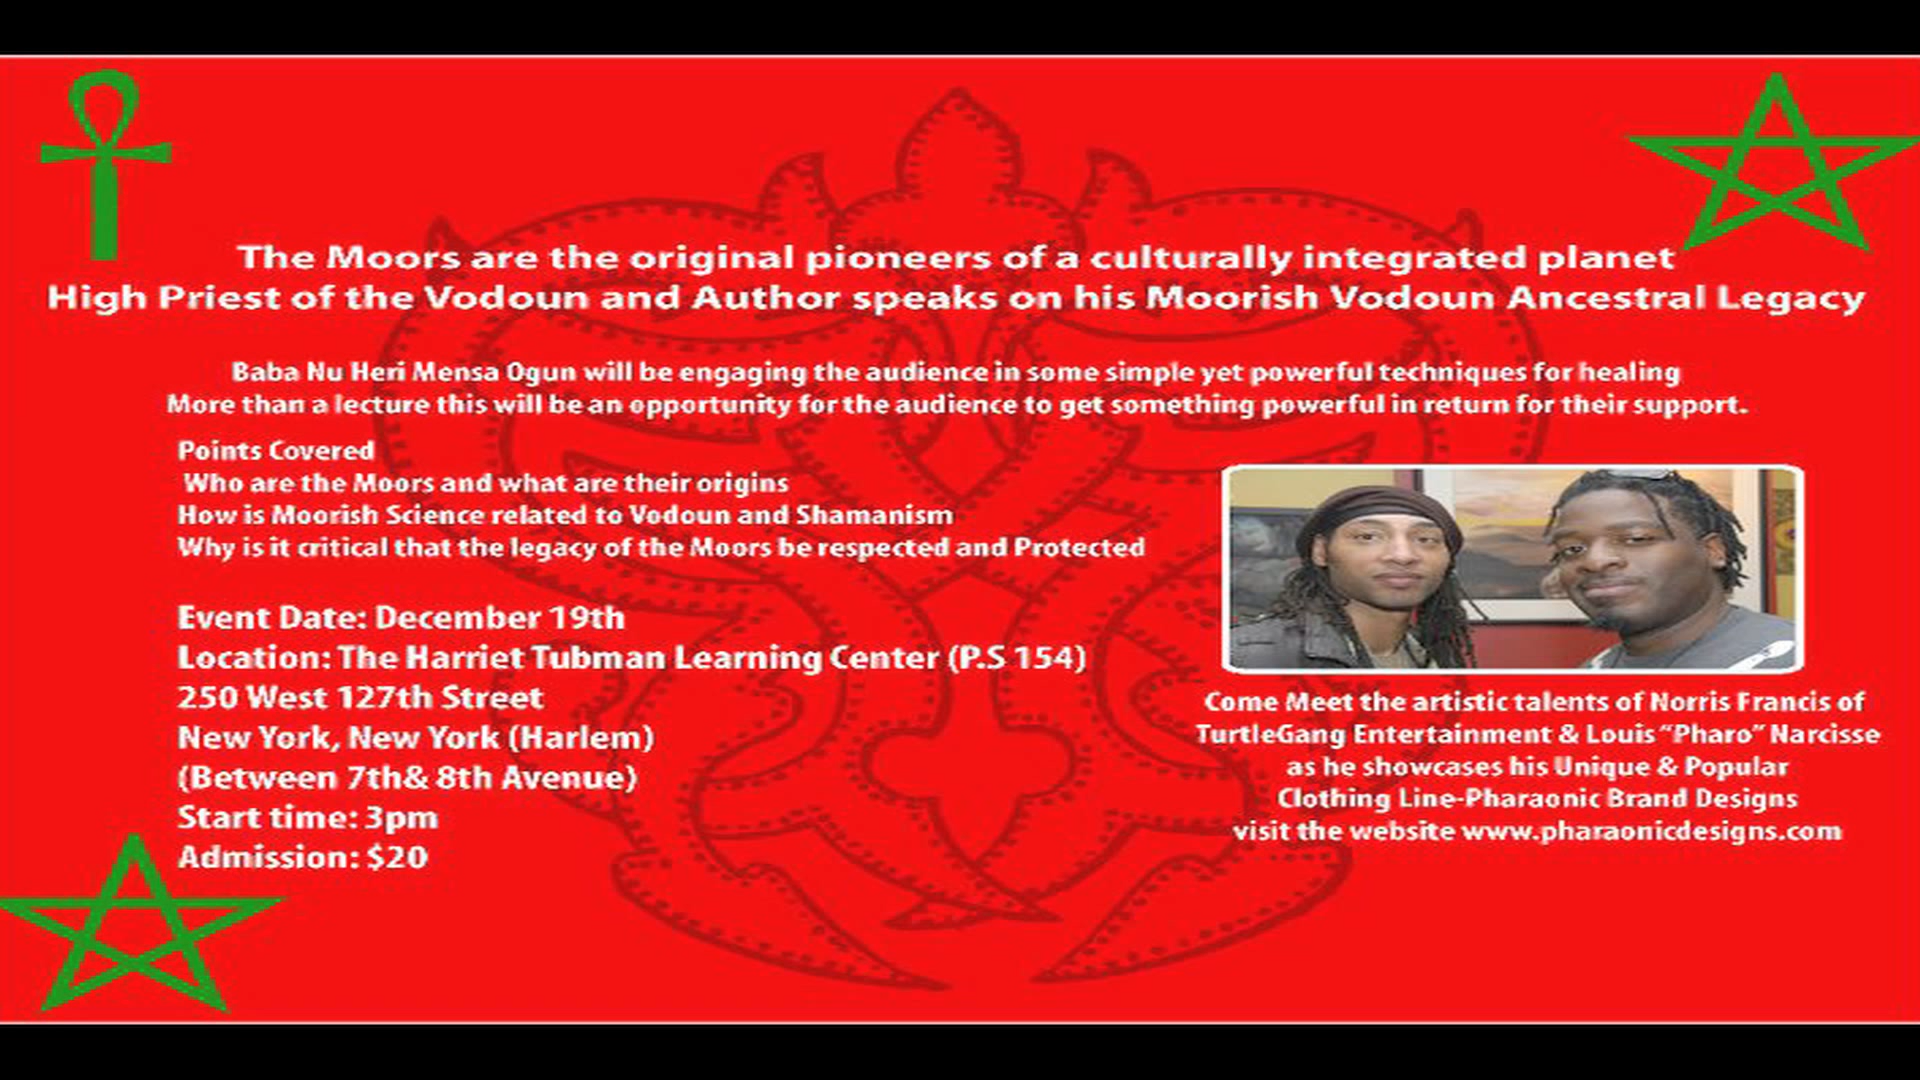 The Moors are the original pioneers of a culturally integrated planet
High Priest of the Vodoun and Author speaks on his Moorish Vodoun Ancestral Legacy
Baba Nu Heri Mensa Ogun will be engaging the audience in some simple yet powerful techniques for healing
More than a lecture this will be an opportunity for the audience to get something powerful in return for their support.
Points Covered
Who are the Moors and what are their origins
How is Moorish Science related to Vodoun and Shamanism
Why is it critical that the legacy of the Moors be respected and Protected
Event Date: December 19th
Location: The Harriet Tubman Learning Center (P.S 154)
250 West 127th Street
New York, New York (Harlem)
(Between 7th& 8th Avenue)
Start time: 3pm
Admission: $20
Come Meet the artistic talents of Norris Francis of
TurtleGang Entertainment & Louis "Pharo" Narcisse
as he showcases his Unique & Popular
Clothing Line-Pharaonic Brand Designs
visit the website www.pharaonicdesigns.com